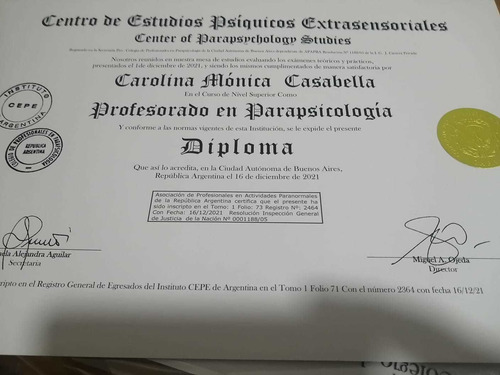 Centro de Estudios Psíquicos Extrasensoriales
Center of Parapsychology Studies
Nosotros reunidos en nuestra mesa de estudios evaluando los exámenes teóricos y prácticos,
presentados el 1de diciembre de 2021, y siendo los mismos cumplimentados de manera satisfactoria por
Carolina Mónica Casabella
En el Curso de Nivel Superior Como
Profesorado en Parapsicología
Y conforme a las normas vigentes de esta Institución, se le expide el presente
Diploma
Que así lo acredita, en la Ciudad Autónoma de Buenos Aires,
República Argentina el 16 de diciembre de 2021
Asociación de Profesionales en Actividades Paranormales
de la República Argentina certifica que el presente ha
sido inscripto en el Tomo: 1 Folio: 73 Registro Nº: 2464
Con Fecha: 16/12/2021 Resolución Inspección General
de Justicia de la Nación Nº 0001188/05
INSTITUTO
CEPE
ARGENTINA
REPUBLICA
ARGENTINA
ela Alejandra Aguilar
Secretaria
Miguel A. Ojeda
Director
ripto en el Registro General de Egresados del Instituto CEPE de Argentina en el Tomo 1 Folio 71 Con el número 2364 con fecha 16/12/21